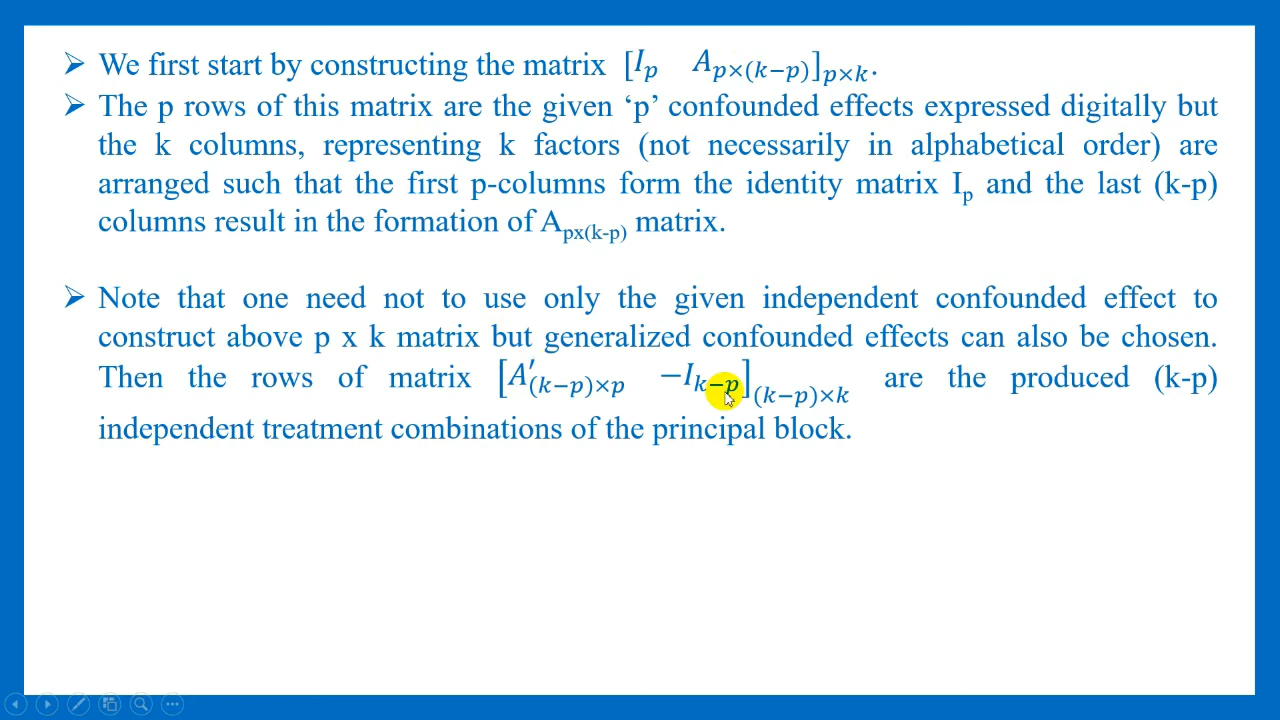 ➢ We first start by constructing the matrix [I_p A_{p×(k−p)}]_{p×k}.
➢ The p rows of this matrix are the given ‘p’ confounded effects expressed digitally but
the k columns, representing k factors (not necessarily in alphabetical order) are
arranged such that the first p-columns form the identity matrix I_p and the last (k-p)
columns result in the formation of A_{px(k-p)} matrix.
➢ Note that one need not to use only the given independent confounded effect to
construct above p x k matrix but generalized confounded effects can also be chosen.
Then the rows of matrix [A′_{(k−p)×p} −I_{k−p}]_{(k−p)×k} are the produced (k-p)
independent treatment combinations of the principal block.